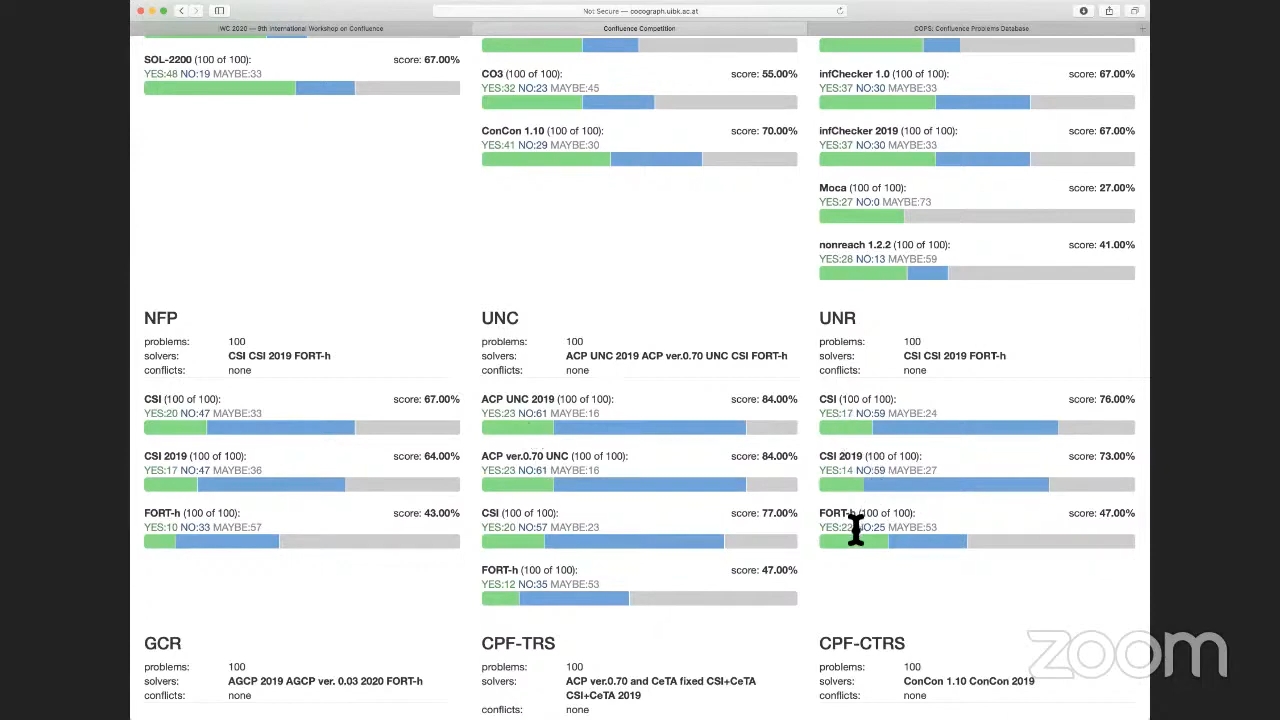 Not Secure — cocograph.uibk.ac.at
IWC 2020 — 9th International Workshop on Confluence
Confluence Competition
COPS: Confluence Problems Database
SOL-2200 (100 of 100): score: 67.00%
YES:48 NO:19 MAYBE:33
CO3 (100 of 100): score: 55.00%
YES:32 NO:23 MAYBE:45
ConCon 1.10 (100 of 100): score: 70.00%
YES:41 NO:29 MAYBE:30
infChecker 1.0 (100 of 100): score: 67.00%
YES:37 NO:30 MAYBE:33
infChecker 2019 (100 of 100): score: 67.00%
YES:37 NO:30 MAYBE:33
Moca (100 of 100): score: 27.00%
YES:27 NO:0 MAYBE:73
nonreach 1.2.2 (100 of 100): score: 41.00%
YES:28 NO:13 MAYBE:59
NFP
problems: 100
solvers: CSI CSI 2019 FORT-h
conflicts: none
CSI (100 of 100): score: 67.00%
YES:20 NO:47 MAYBE:33
CSI 2019 (100 of 100): score: 64.00%
YES:17 NO:47 MAYBE:36
FORT-h (100 of 100): score: 43.00%
YES:10 NO:33 MAYBE:57
UNC
problems: 100
solvers: ACP UNC 2019 ACP ver.0.70 UNC CSI FORT-h
conflicts: none
ACP UNC 2019 (100 of 100): score: 84.00%
YES:23 NO:61 MAYBE:16
ACP ver.0.70 UNC (100 of 100): score: 84.00%
YES:23 NO:61 MAYBE:16
CSI (100 of 100): score: 77.00%
YES:20 NO:57 MAYBE:23
FORT-h (100 of 100): score: 47.00%
YES:12 NO:35 MAYBE:53
UNR
problems: 100
solvers: CSI CSI 2019 FORT-h
conflicts: none
CSI (100 of 100): score: 76.00%
YES:17 NO:59 MAYBE:24
CSI 2019 (100 of 100): score: 73.00%
YES:14 NO:59 MAYBE:27
FORT-h (100 of 100): score: 47.00%
YES:22 NO:25 MAYBE:53
GCR
problems: 100
solvers: AGCP 2019 AGCP ver. 0.03 2020 FORT-h
conflicts: none
CPF-TRS
problems: 100
solvers: ACP ver.0.70 and CeTA fixed CSI+CeTA
CSI+CeTA 2019
conflicts: none
CPF-CTRS
problems: 100
solvers: ConCon 1.10 ConCon 2019
conflicts: none
zoom